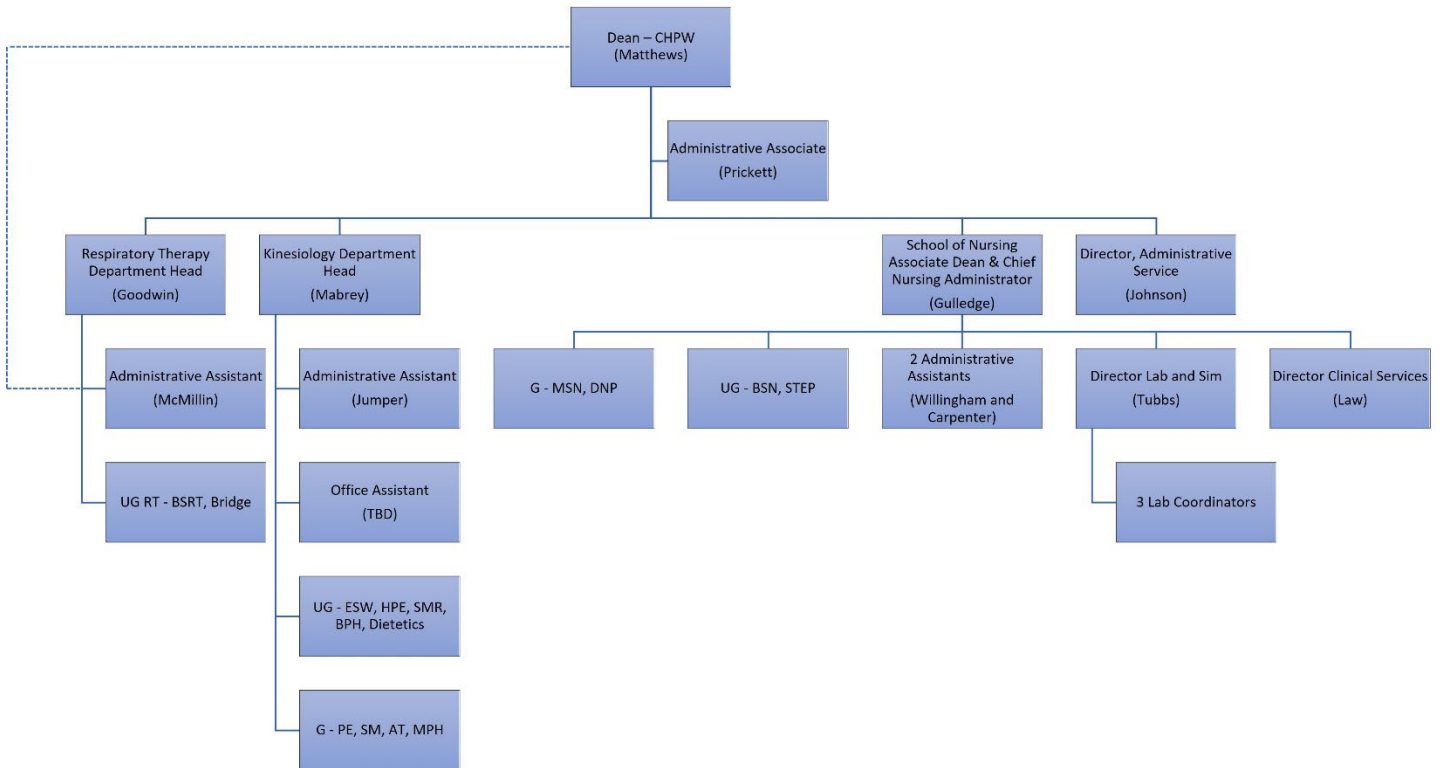 Dean – CHPW
(Matthews)
Administrative Associate
(Prickett)
Respiratory Therapy
Department Head
(Goodwin)
Kinesiology Department
Head
(Mabrey)
School of Nursing
Associate Dean & Chief
Nursing Administrator
(Gulledge)
Director, Administrative
Service
(Johnson)
Administrative Assistant
(McMillin)
Administrative Assistant
(Jumper)
G - MSN, DNP
UG - BSN, STEP
2 Administrative
Assistants
(Willingham and
Carpenter)
Director Lab and Sim
(Tubbs)
Director Clinical Services
(Law)
UG RT - BSRT, Bridge
Office Assistant
(TBD)
3 Lab Coordinators
UG - ESW, HPE, SMR,
BPH, Dietetics
G - PE, SM, AT, MPH